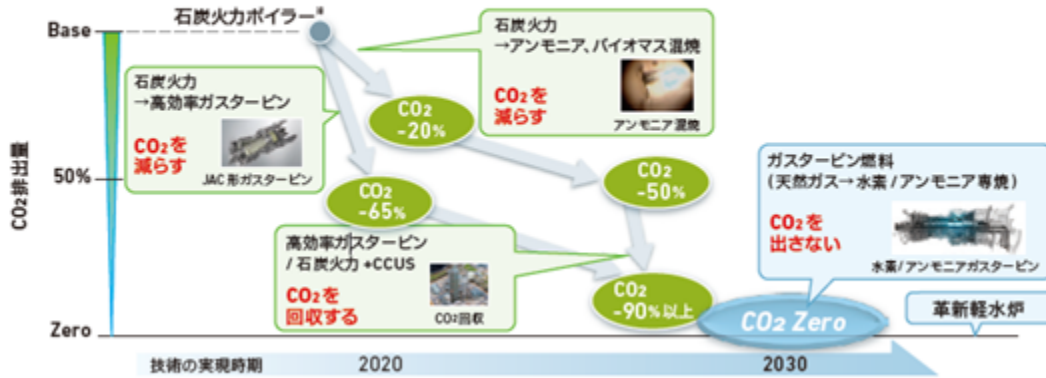 石炭火力ボイラー※
Base
50%
Zero
CO2排出量
石炭火力
→高効率ガスタービン
CO2を
減らす
JAC形ガスタービン
石炭火力
→アンモニア、バイオマス混焼
CO2を
減らす
アンモニア混焼
CO2
-20%
CO2
-65%
CO2
-50%
高効率ガスタービン
/ 石炭火力+CCUS
CO2を
回収する
CO2回収
CO2
-90%以上
CO2 Zero
ガスタービン燃料
(天然ガス→水素/アンモニア専焼)
CO2を
出さない
水素/アンモニアガスタービン
革新軽水炉
技術の実現時期
2020
2030